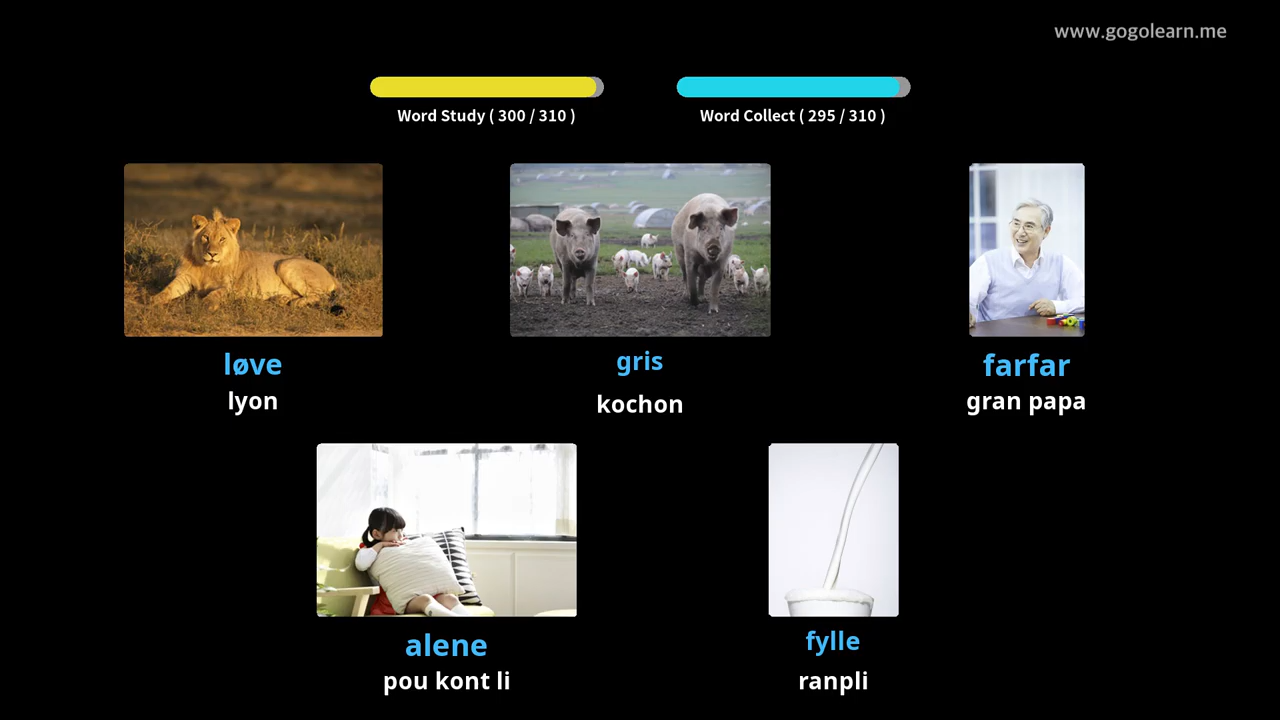 www.gogolearn.me
Word Study ( 300 / 310 )
Word Collect ( 295 / 310 )
løve
lyon
gris
kochon
farfar
gran papa
alene
pou kont li
fylle
ranpli